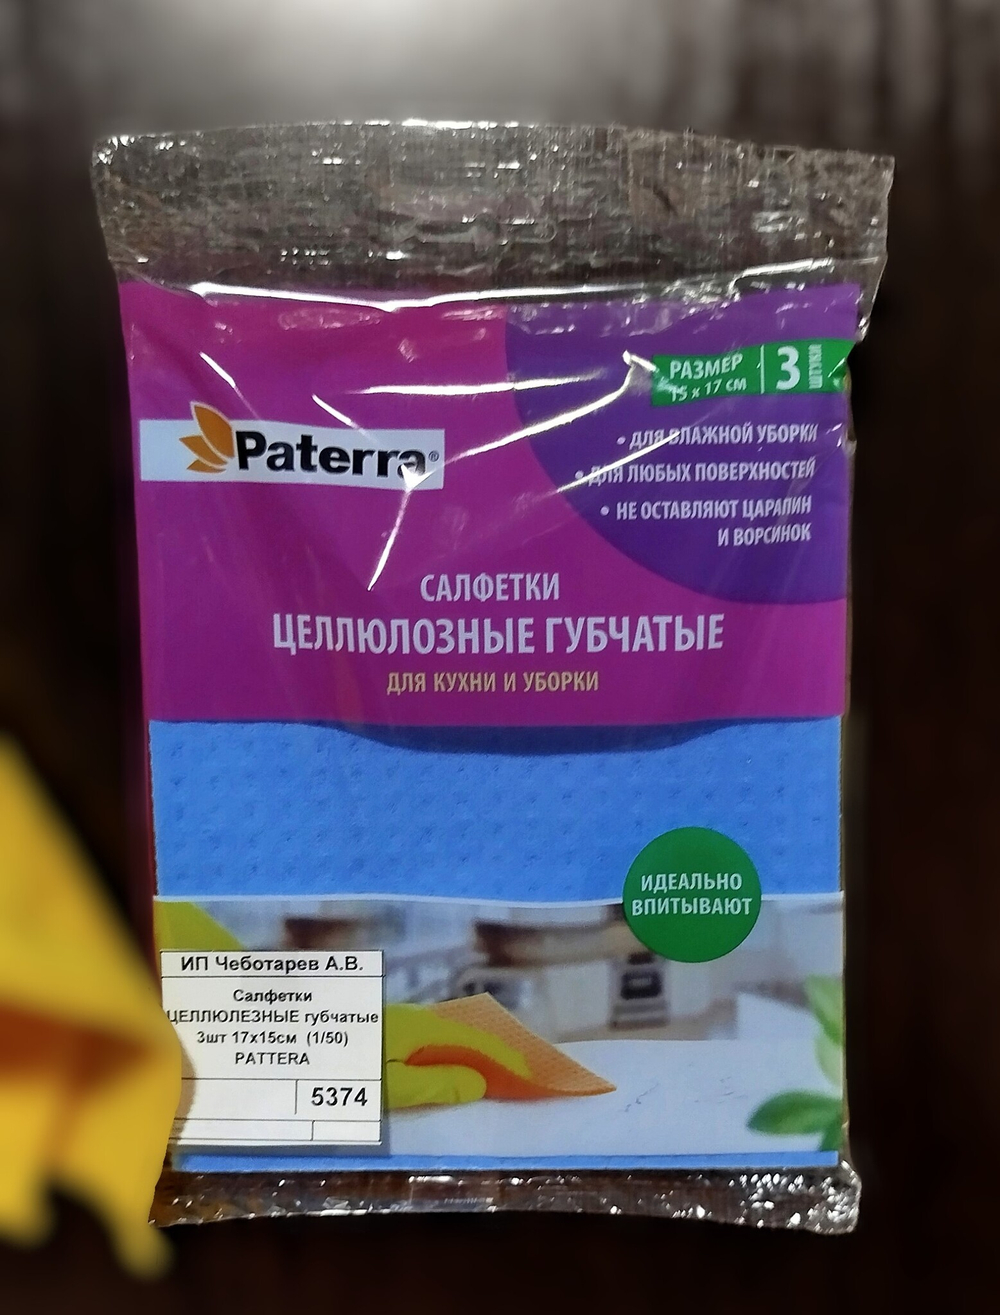 РАЗМЕР
15 x 17 см
3
ШТУКИ
Paterra®
• ДЛЯ ВЛАЖНОЙ УБОРКИ
• ДЛЯ ЛЮБЫХ ПОВЕРХНОСТЕЙ
• НЕ ОСТАВЛЯЮТ ЦАРАПИН
И ВОРСИНОК
САЛФЕТКИ
ЦЕЛЛЮЛОЗНЫЕ ГУБЧАТЫЕ
ДЛЯ КУХНИ И УБОРКИ
ИДЕАЛЬНО
ВПИТЫВАЮТ
ИП Чеботарев А.В.
Салфетки
ЦЕЛЛЮЛЕЗНЫЕ губчатые
3шт 17х15см (1/50)
PATTERA
5374